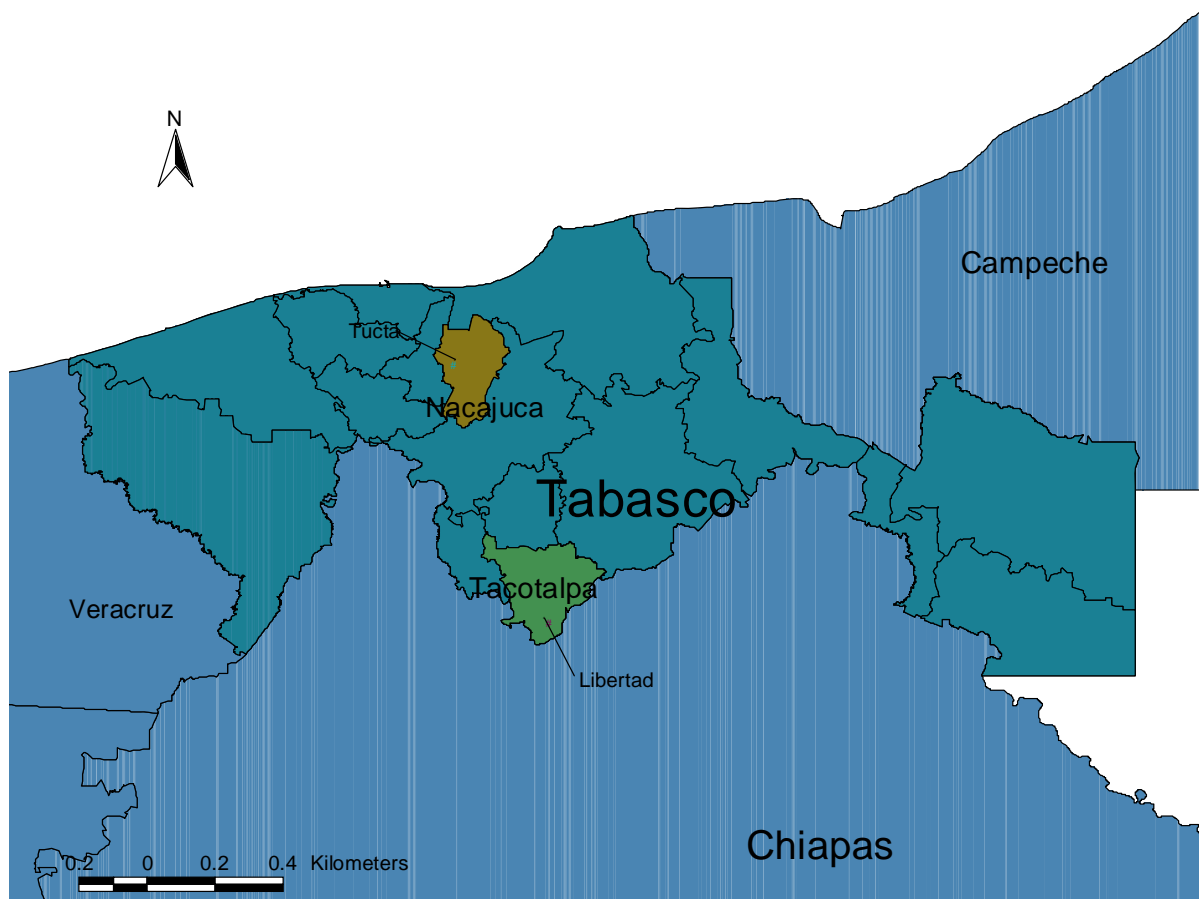 N
Campeche
Tucta
Nacajuca
Tabasco
Tacotalpa
Veracruz
Libertad
Chiapas
0.2 0 0.2 0.4 Kilometers